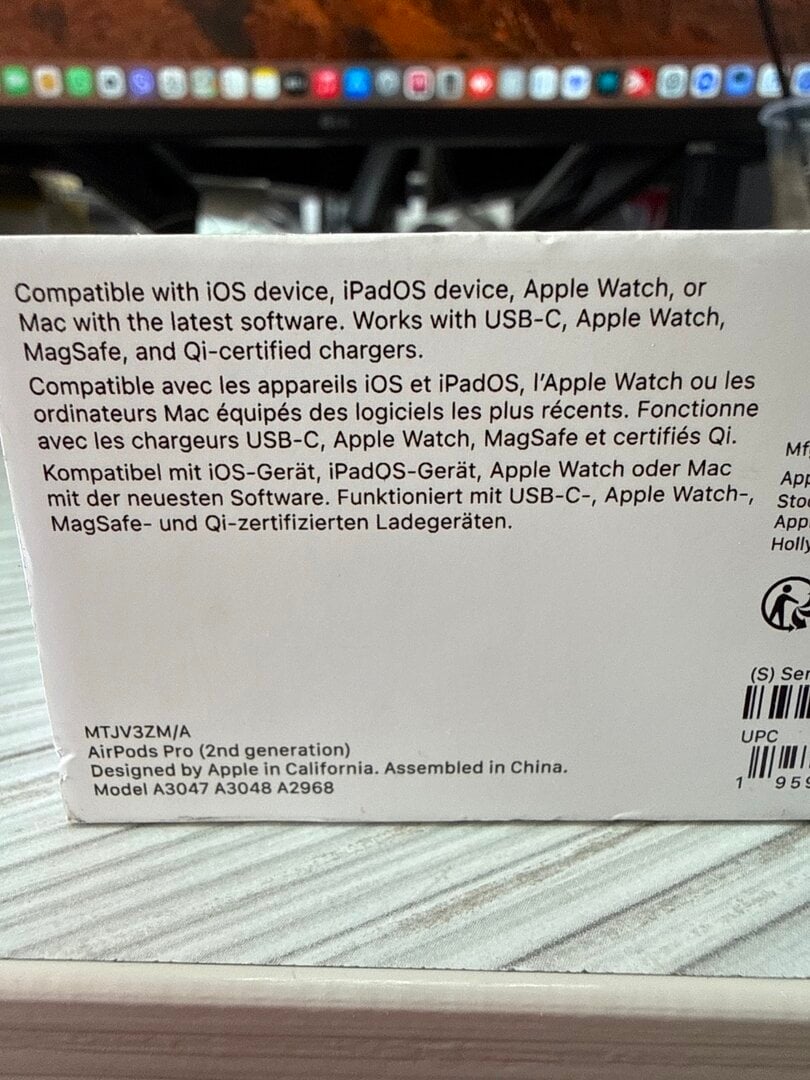 Compatible with iOS device, iPadOS device, Apple Watch, or
Mac with the latest software. Works with USB-C, Apple Watch,
MagSafe, and Qi-certified chargers.
Compatible avec les appareils iOS et iPadOS, l’Apple Watch ou les
ordinateurs Mac équipés des logiciels les plus récents. Fonctionne
avec les chargeurs USB-C, Apple Watch, MagSafe et certifiés Qi.
Kompatibel mit iOS-Gerät, iPadOS-Gerät, Apple Watch oder Mac
mit der neuesten Software. Funktioniert mit USB-C-, Apple Watch-,
MagSafe- und Qi-zertifizierten Ladegeräten.
MTJV3ZM/A
AirPods Pro (2nd generation)
Designed by Apple in California. Assembled in China.
Model A3047 A3048 A2968
(S)
UPC
1 959